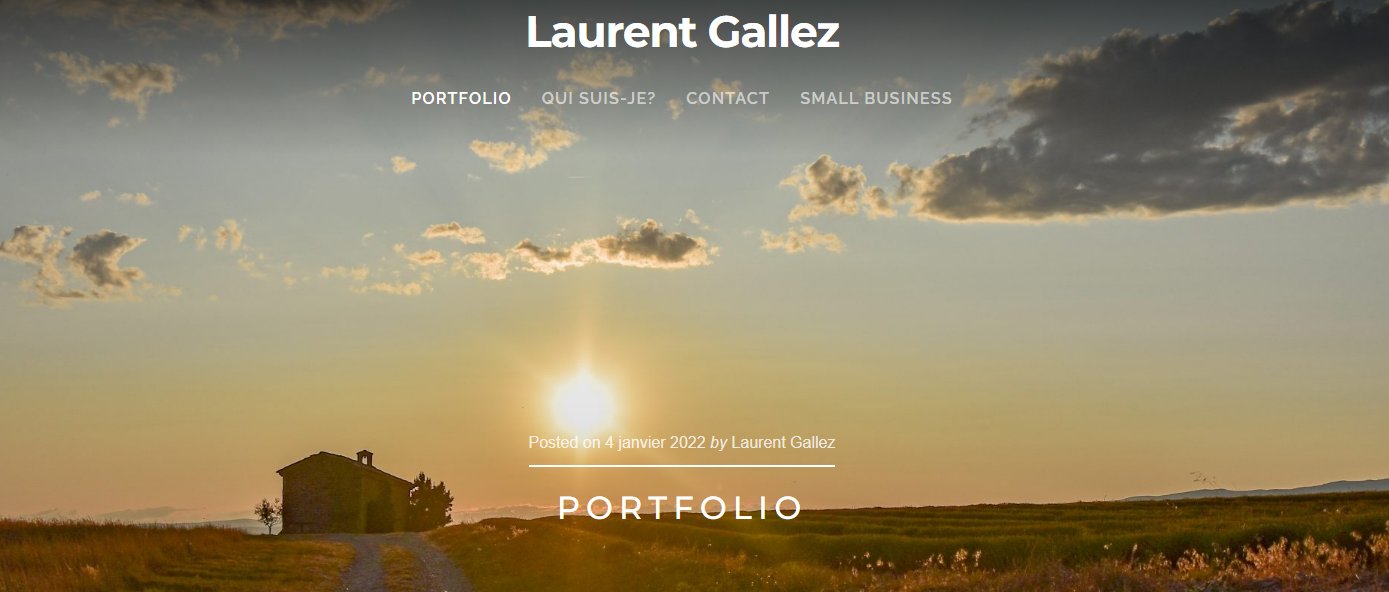 Laurent Gallez
PORTFOLIO QUI SUIS-JE? CONTACT SMALL BUSINESS
Posted on 4 janvier 2022 by Laurent Gallez
PORTFOLIO